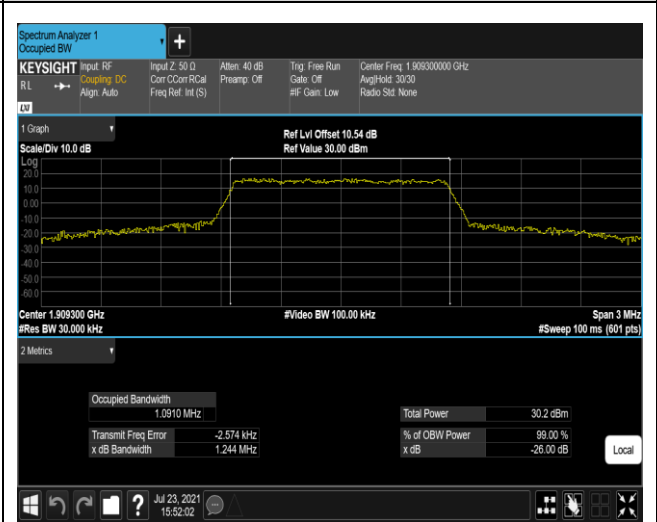 Spectrum Analyzer 1
Occupied BW
+
KEYSIGHT
RL
LXI
Input: RF
Coupling: DC
Align: Auto
Input Z: 50 Ω
Corr CCorr RCal
Freq Ref: Int (S)
Atten: 40 dB
Preamp: Off
Trig: Free Run
Gate: Off
#IF Gain: Low
Center Freq: 1.909300000 GHz
Avg|Hold: 30/30
Radio Std: None
1 Graph
Scale/Div 10.0 dB
Ref Lvl Offset 10.54 dB
Ref Value 30.00 dBm
Log
20.0
10.0
0.00
-10.0
-20.0
-30.0
-40.0
-50.0
-60.0
Center 1.909300 GHz
#Res BW 30.000 kHz
#Video BW 100.00 kHz
Span 3 MHz
#Sweep 100 ms (601 pts)
2 Metrics
Occupied Bandwidth
1.0910 MHz
Transmit Freq Error -2.574 kHz
x dB Bandwidth 1.244 MHz
Total Power 30.2 dBm
% of OBW Power 99.00 %
x dB -26.00 dB
Local
?
Jul 23, 2021
15:52:02